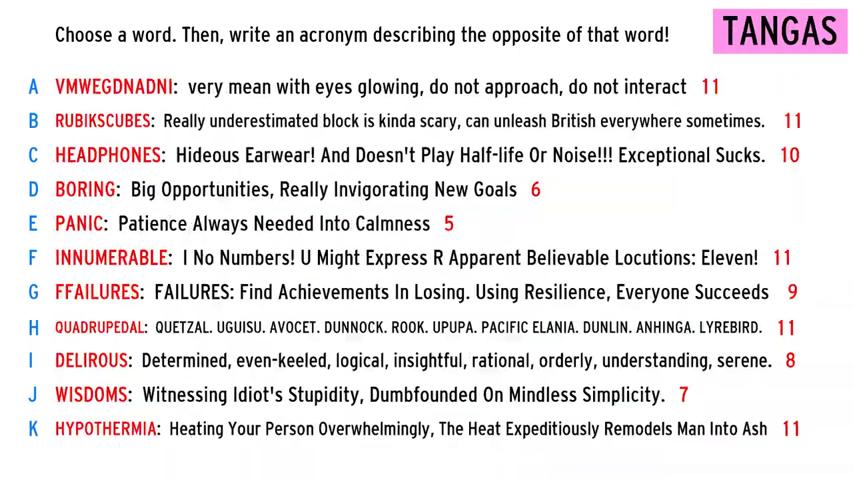 Choose a word. Then, write an acronym describing the opposite of that word!
TANGAS
A VMWEGDNADNI: very mean with eyes glowing, do not approach, do not interact 11
B RUBIKSCUBES: Really underestimated block is kinda scary, can unleash British everywhere sometimes. 11
C HEADPHONES: Hideous Earwear! And Doesn't Play Half-life Or Noise!!! Exceptional Sucks. 10
D BORING: Big Opportunities, Really Invigorating New Goals 6
E PANIC: Patience Always Needed Into Calmness 5
F INNUMERABLE: I No Numbers! U Might Express R Apparent Believable Locutions: Eleven! 11
G FFAILURES: FAILURES: Find Achievements In Losing. Using Resilience, Everyone Succeeds 9
H QUADRUPEDAL: QUETZAL. UGUISU. AVOCET. DUNNOCK. ROOK. UPUPA. PACIFIC ELANIA. DUNLIN. ANHINGA. LYREBIRD. 11
I DELIROUS: Determined, even-keeled, logical, insightful, rational, orderly, understanding, serene. 8
J WISDOMS: Witnessing Idiot's Stupidity, Dumbfounded On Mindless Simplicity. 7
K HYPOTHERMIA: Heating Your Person Overwhelmingly, The Heat Expeditiously Remodels Man Into Ash 11